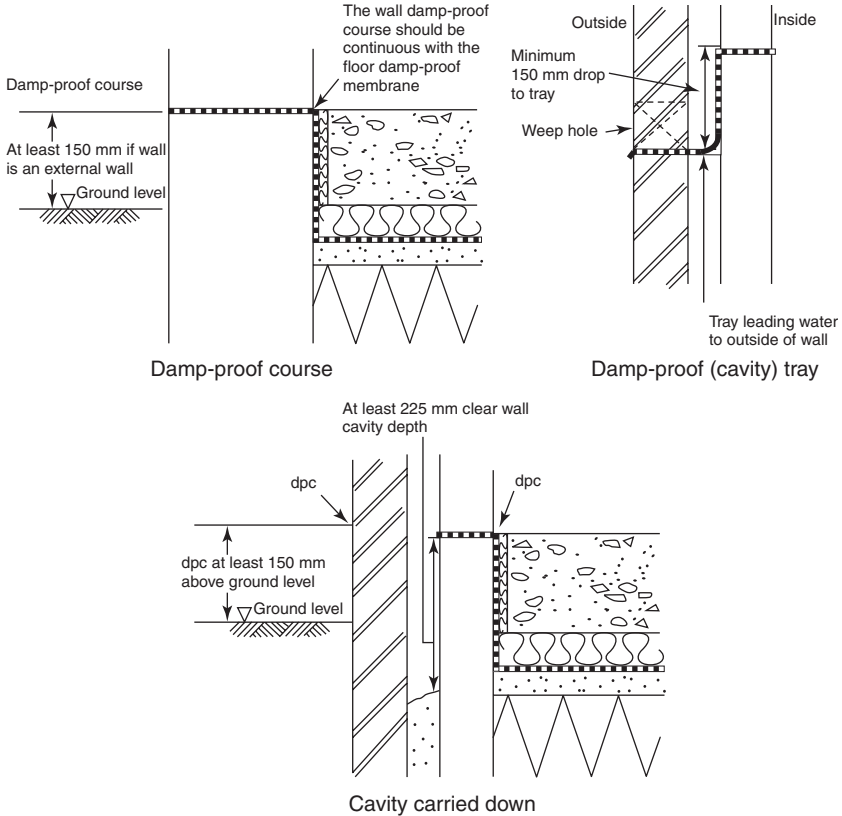 The wall damp-proof
course should be
continuous with the
floor damp-proof
membrane
Damp-proof course
At least 150 mm if wall
is an external wall
Ground level
Damp-proof course
Outside
Inside
Minimum
150 mm drop
to tray
Weep hole
Tray leading water
to outside of wall
Damp-proof (cavity) tray
At least 225 mm clear wall
cavity depth
dpc
dpc
dpc at least 150 mm
above ground level
Ground level
Cavity carried down